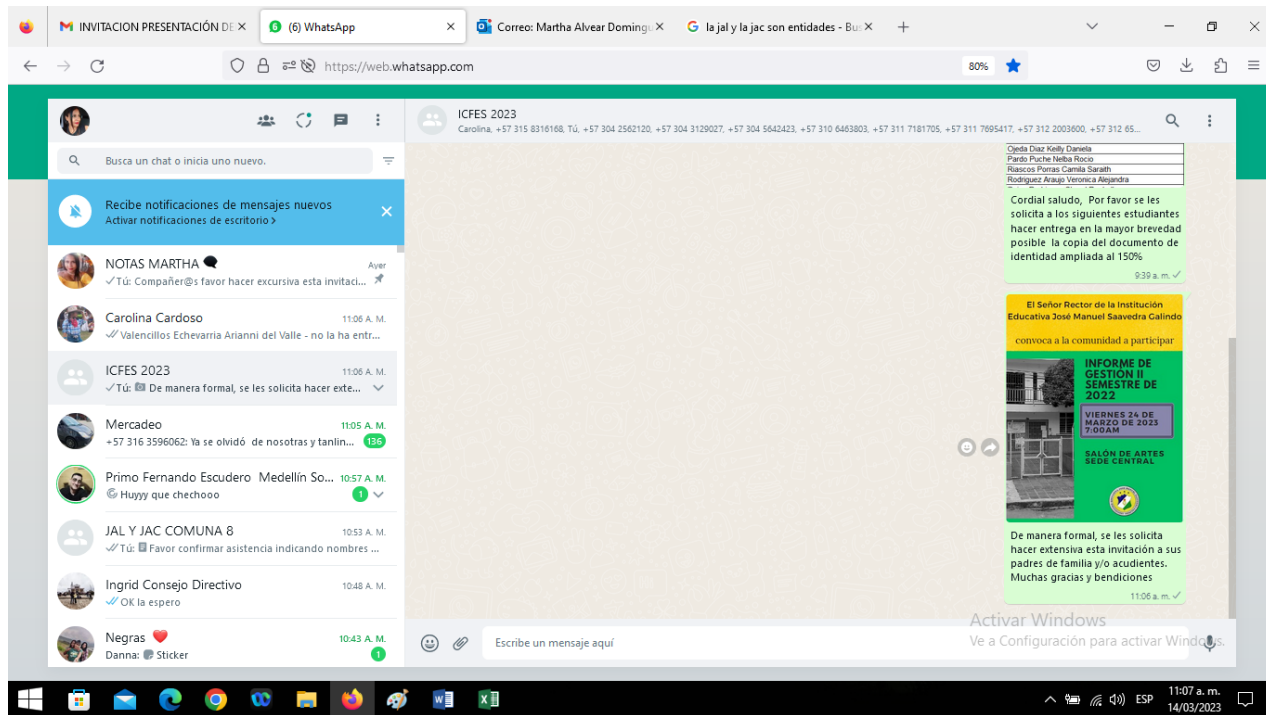 INVITACION PRESENTACIÓN DE
(6) WhatsApp
Correo: Martha Alvear Domingu
la jal y la jac son entidades - Bus
https://web.whatsapp.com
80%
Busca un chat o inicia uno nuevo.
Recibe notificaciones de mensajes nuevos
Activar notificaciones de escritorio >
NOTAS MARTHA
Ayer
Tú: Compañer@s favor hacer excursiva esta invitaci...
Carolina Cardoso
11:06 A. M.
Valencillos Echevarria Arianni del Valle - no la ha entr...
ICFES 2023
11:06 A. M.
Tú: De manera formal, se les solicita hacer exte...
Mercadeo
11:05 A. M.
+57 316 3596062: Ya se olvidó de nosotras y tanlin...
136
Primo Fernando Escudero Medellín So...
10:57 A. M.
Huyyy que chechooo
1
JAL Y JAC COMUNA 8
10:53 A. M.
Tú: Favor confirmar asistencia indicando nombres ...
Ingrid Consejo Directivo
10:48 A. M.
OK la espero
Negras
10:43 A. M.
Danna: Sticker
1
ICFES 2023
Carolina, +57 315 8316168, Tú, +57 304 2562120, +57 304 3129027, +57 304 5642423, +57 310 6463803, +57 311 7181705, +57 311 7695417, +57 312 2003600, +57 312 65...
Ojeda Diaz Keilly Daniela
Pardo Puche Nelba Rocio
Riascos Porras Camila Saraith
Rodriguez Araujo Veronica Alejandra
Cordial saludo, Por favor se les
solicita a los siguientes estudiantes
hacer entrega en la mayor brevedad
posible la copia del documento de
identidad ampliada al 150%
9:39 a. m.
El Señor Rector de la Institución
Educativa José Manuel Saavedra Galindo
convoca a la comunidad a participar
INFORME DE
GESTIÓN II
SEMESTRE DE
2022
VIERNES 24 DE
MARZO DE 2023
7:00AM
SALÓN DE ARTES
SEDE CENTRAL
De manera formal, se les solicita
hacer extensiva esta invitación a sus
padres de familia y/o acudientes.
Muchas gracias y bendiciones
11:06 a. m.
Activar Windows
Ve a Configuración para activar Windows.
Escribe un mensaje aquí
ESP
11:07 a. m.
14/03/2023